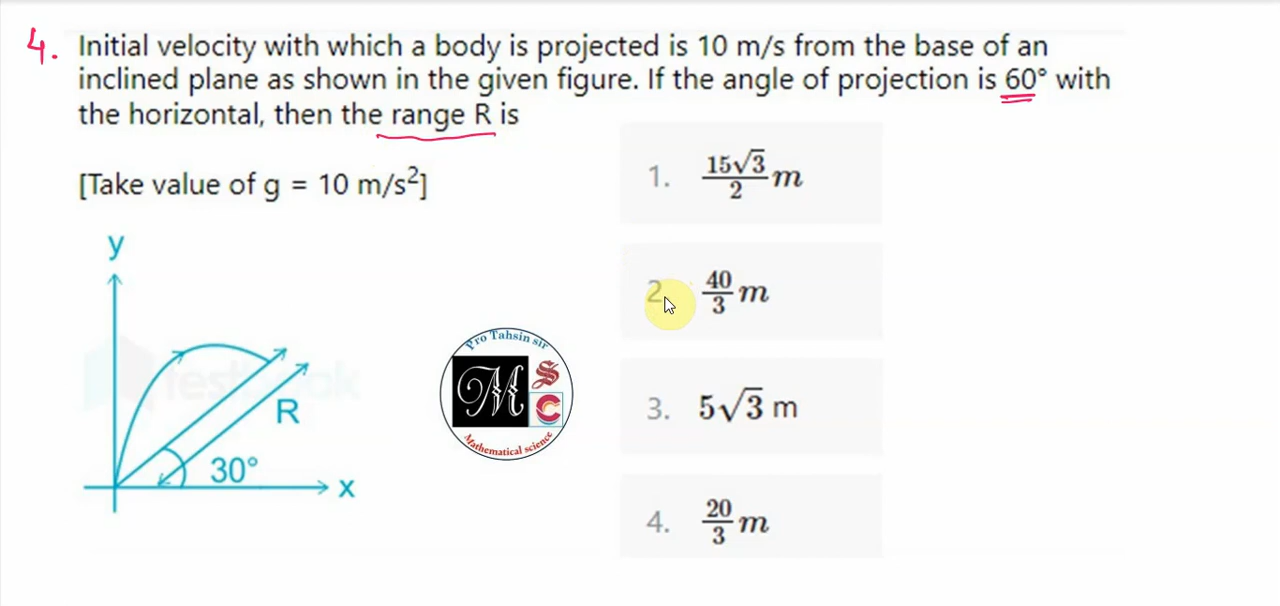 4. Initial velocity with which a body is projected is 10 m/s from the base of an
inclined plane as shown in the given figure. If the angle of projection is 60° with
the horizontal, then the range R is
[Take value of g = 10 m/s²]
1. 15√3/2 m
2 40/3 m
3. 5√3 m
4. 20/3 m
y
testbook
R
30°
x
Pro Tahsin sir
M S C
Mathematical science